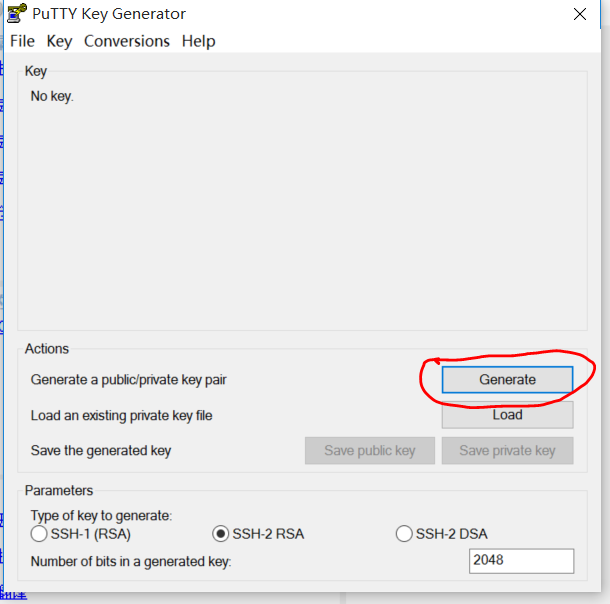 PuTTY Key Generator
File Key Conversions Help
Key
No key.
Actions
Generate a public/private key pair
Generate
Load an existing private key file
Load
Save the generated key
Save public key
Save private key
Parameters
Type of key to generate:
SSH-1 (RSA)
SSH-2 RSA
SSH-2 DSA
Number of bits in a generated key:
2048